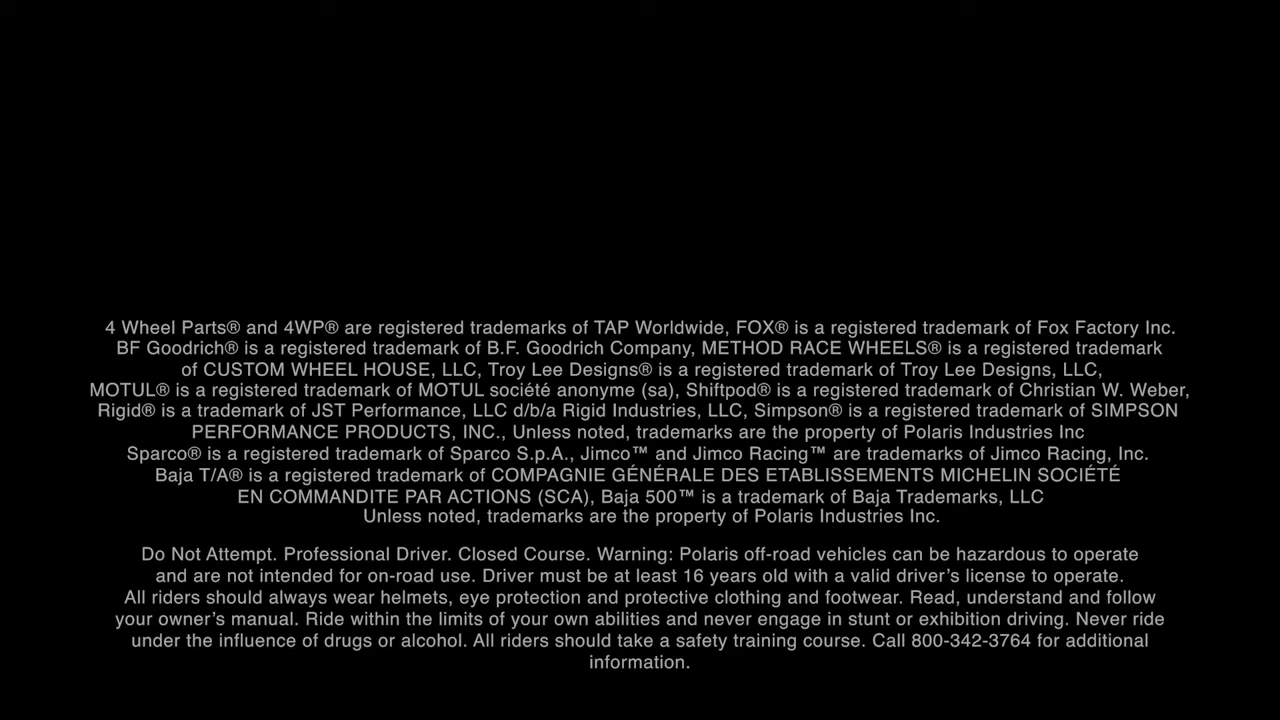 4 Wheel Parts® and 4WP® are registered trademarks of TAP Worldwide, FOX® is a registered trademark of Fox Factory Inc.
BF Goodrich® is a registered trademark of B.F. Goodrich Company, METHOD RACE WHEELS® is a registered trademark
of CUSTOM WHEEL HOUSE, LLC, Troy Lee Designs® is a registered trademark of Troy Lee Designs, LLC,
MOTUL® is a registered trademark of MOTUL société anonyme (sa), Shiftpod® is a registered trademark of Christian W. Weber,
Rigid® is a trademark of JST Performance, LLC d/b/a Rigid Industries, LLC, Simpson® is a registered trademark of SIMPSON
PERFORMANCE PRODUCTS, INC., Unless noted, trademarks are the property of Polaris Industries Inc
Sparco® is a registered trademark of Sparco S.p.A., Jimco™ and Jimco Racing™ are trademarks of Jimco Racing, Inc.
Baja T/A® is a registered trademark of COMPAGNIE GÉNÉRALE DES ETABLISSEMENTS MICHELIN SOCIÉTÉ
EN COMMANDITE PAR ACTIONS (SCA), Baja 500™ is a trademark of Baja Trademarks, LLC
Unless noted, trademarks are the property of Polaris Industries Inc.
Do Not Attempt. Professional Driver. Closed Course. Warning: Polaris off-road vehicles can be hazardous to operate
and are not intended for on-road use. Driver must be at least 16 years old with a valid driver's license to operate.
All riders should always wear helmets, eye protection and protective clothing and footwear. Read, understand and follow
your owner's manual. Ride within the limits of your own abilities and never engage in stunt or exhibition driving. Never ride
under the influence of drugs or alcohol. All riders should take a safety training course. Call 800-342-3764 for additional
information.